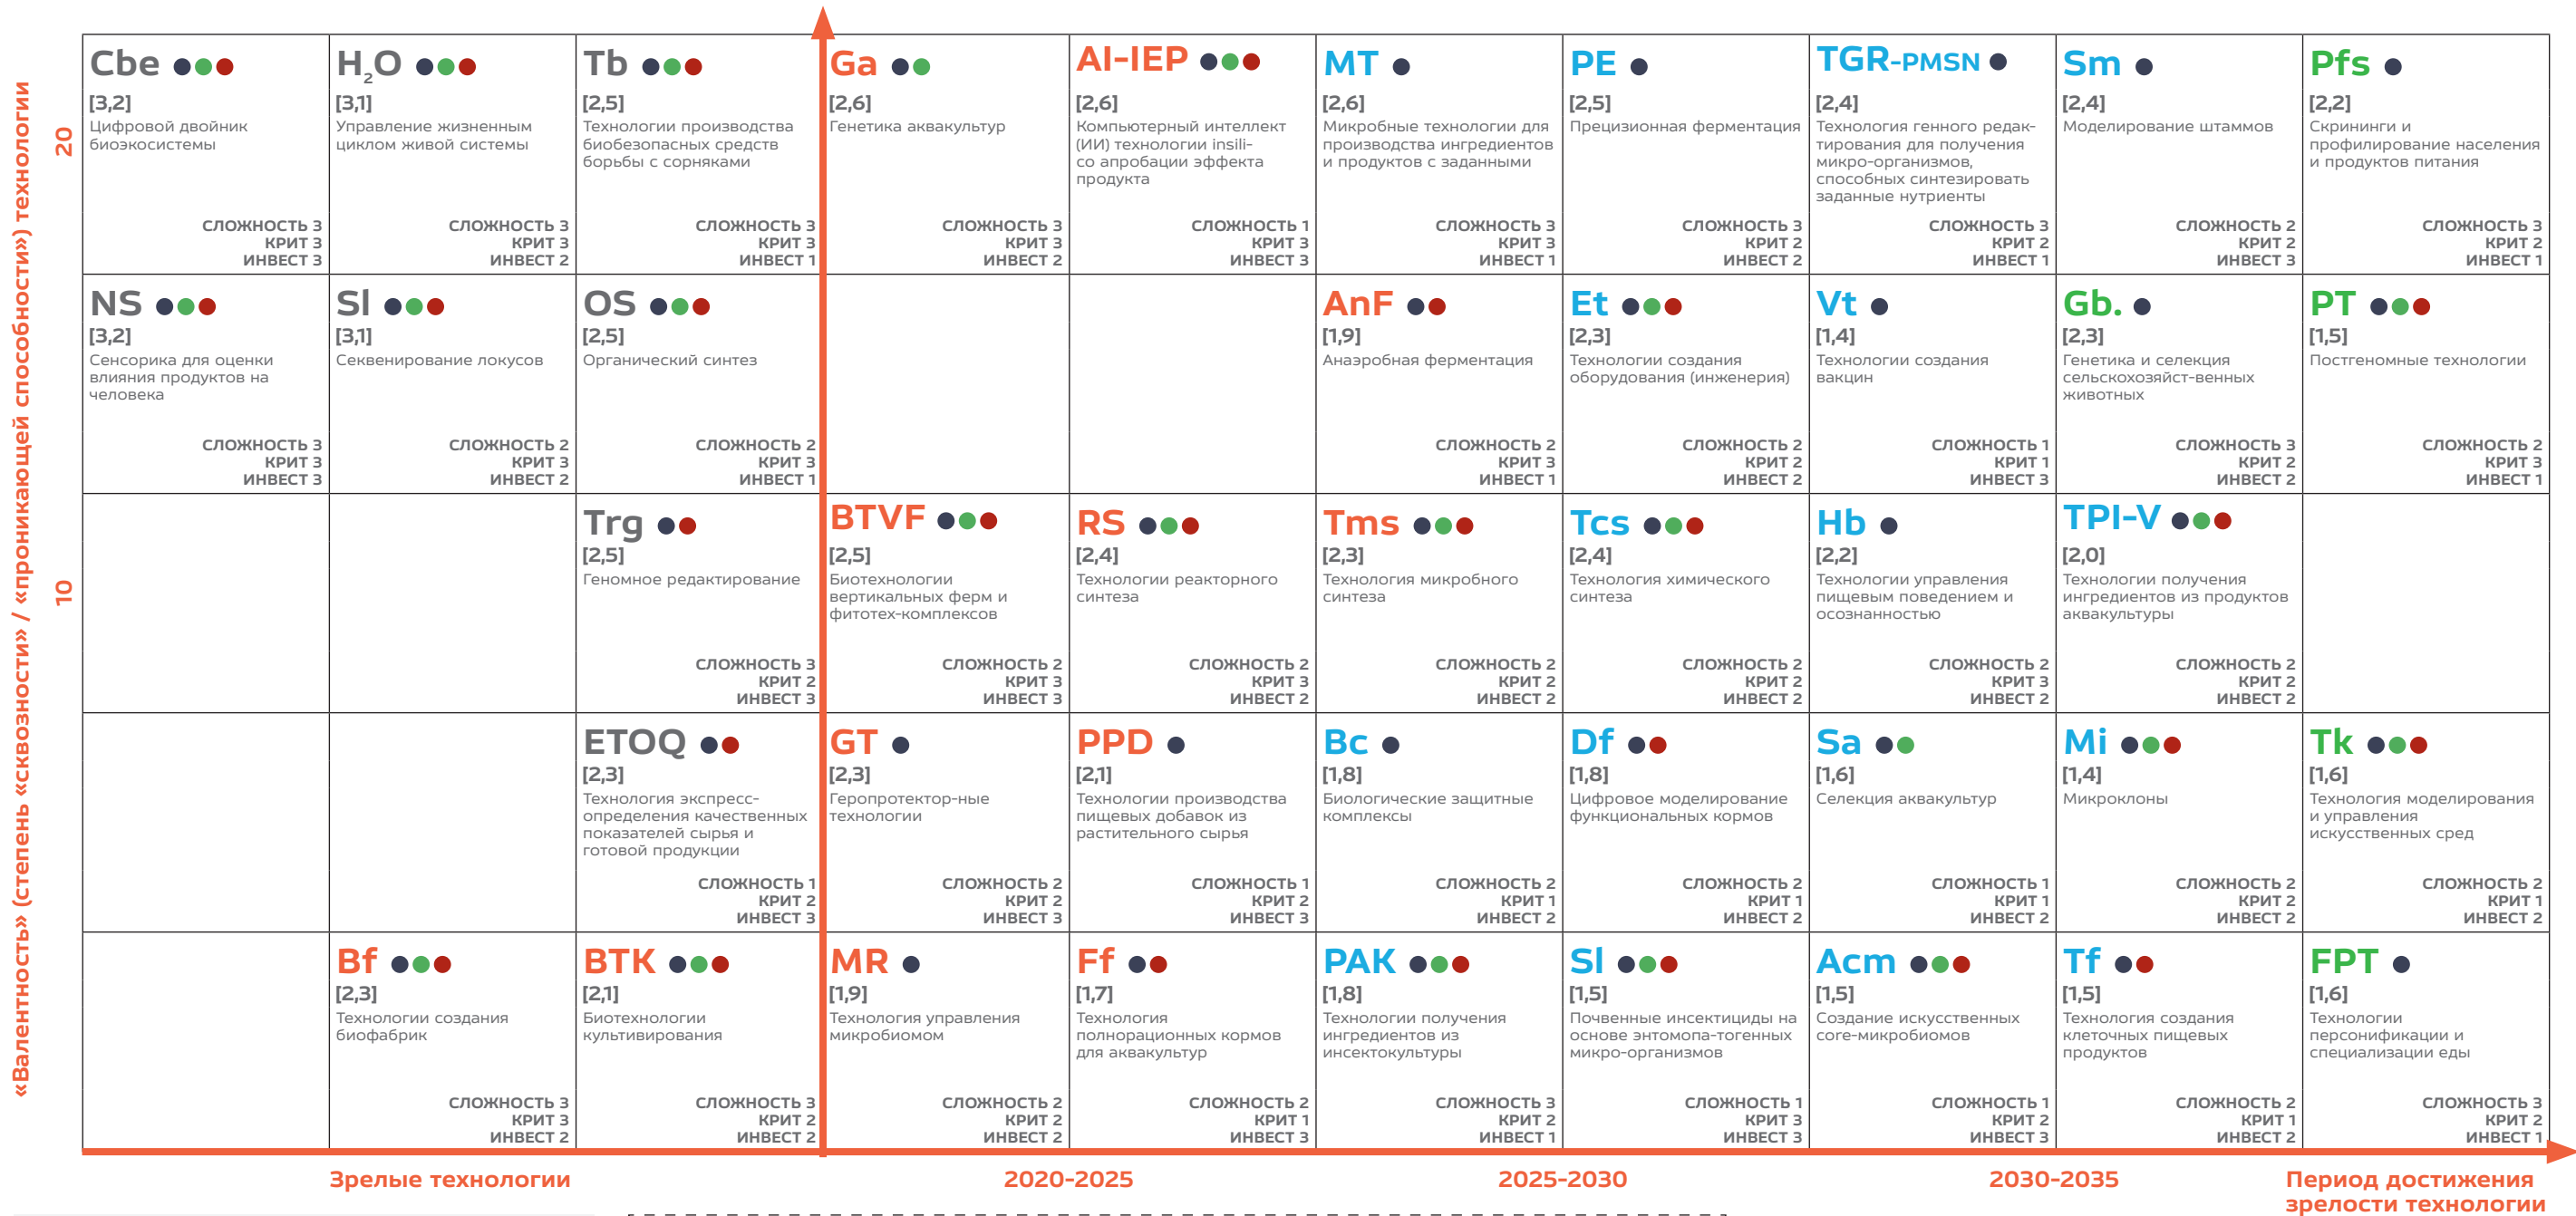 «Валентность» (степень «сквозности» / «проникающей способности») технологии
20
10
Cbe
[3,2]
Цифровой двойник
биоэкосистемы
СЛОЖНОСТЬ 3
КРИТ 3
ИНВЕСТ 3
H2O
[3,1]
Управление жизненным
циклом живой системы
СЛОЖНОСТЬ 3
КРИТ 3
ИНВЕСТ 2
Tb
[2,5]
Технологии производства
биобезопасных средств
борьбы с сорняками
СЛОЖНОСТЬ 3
КРИТ 3
ИНВЕСТ 1
Ga
[2,6]
Генетика аквакультур
СЛОЖНОСТЬ 3
КРИТ 3
ИНВЕСТ 2
AI-IEP
[2,6]
Компьютерный интеллект
(ИИ) технологии insili-
co апробации эффекта
продукта
СЛОЖНОСТЬ 1
КРИТ 3
ИНВЕСТ 3
MT
[2,6]
Микробные технологии для
производства ингредиентов
и продуктов с заданными
СЛОЖНОСТЬ 3
КРИТ 3
ИНВЕСТ 1
PE
[2,5]
Прецизионная ферментация
СЛОЖНОСТЬ 3
КРИТ 2
ИНВЕСТ 2
TGR-PMSN
[2,4]
Технология генного редак-
тирования для получения
микро-организмов,
способных синтезировать
заданные нутриенты
СЛОЖНОСТЬ 3
КРИТ 2
ИНВЕСТ 1
Sm
[2,4]
Моделирование штаммов
СЛОЖНОСТЬ 2
КРИТ 2
ИНВЕСТ 3
Pfs
[2,2]
Скрининги и
профилирование населения
и продуктов питания
СЛОЖНОСТЬ 3
КРИТ 2
ИНВЕСТ 1
NS
[3,2]
Сенсорика для оценки
влияния продуктов на
человека
СЛОЖНОСТЬ 3
КРИТ 3
ИНВЕСТ 3
Sl
[3,1]
Секвенирование локусов
СЛОЖНОСТЬ 2
КРИТ 3
ИНВЕСТ 2
OS
[2,5]
Органический синтез
СЛОЖНОСТЬ 2
КРИТ 3
ИНВЕСТ 1
AnF
[1,9]
Анаэробная ферментация
СЛОЖНОСТЬ 2
КРИТ 3
ИНВЕСТ 1
Et
[2,3]
Технологии создания
оборудования (инженерия)
СЛОЖНОСТЬ 2
КРИТ 2
ИНВЕСТ 2
Vt
[1,4]
Технологии создания
вакцин
СЛОЖНОСТЬ 1
КРИТ 1
ИНВЕСТ 3
Gb.
[2,3]
Генетика и селекция
сельскохозяйст-венных
животных
СЛОЖНОСТЬ 3
КРИТ 2
ИНВЕСТ 2
PT
[1,5]
Постгеномные технологии
СЛОЖНОСТЬ 2
КРИТ 3
ИНВЕСТ 1
Trg
[2,5]
Геномное редактирование
СЛОЖНОСТЬ 3
КРИТ 2
ИНВЕСТ 3
BTVF
[2,5]
Биотехнологии
вертикальных ферм и
фитотех-комплексов
СЛОЖНОСТЬ 2
КРИТ 3
ИНВЕСТ 3
RS
[2,4]
Технологии реакторного
синтеза
СЛОЖНОСТЬ 2
КРИТ 3
ИНВЕСТ 2
Tms
[2,3]
Технология микробного
синтеза
СЛОЖНОСТЬ 2
КРИТ 2
ИНВЕСТ 2
Tcs
[2,4]
Технология химического
синтеза
СЛОЖНОСТЬ 2
КРИТ 2
ИНВЕСТ 2
Hb
[2,2]
Технологии управления
пищевым поведением и
осознанностью
СЛОЖНОСТЬ 2
КРИТ 3
ИНВЕСТ 2
TPI-V
[2,0]
Технологии получения
ингредиентов из продуктов
аквакультуры
СЛОЖНОСТЬ 2
КРИТ 2
ИНВЕСТ 2
ETOQ
[2,3]
Технология экспресс-
определения качественных
показателей сырья и
готовой продукции
СЛОЖНОСТЬ 1
КРИТ 2
ИНВЕСТ 3
GT
[2,3]
Геропротектор-ные
технологии
СЛОЖНОСТЬ 2
КРИТ 2
ИНВЕСТ 3
PPD
[2,1]
Технологии производства
пищевых добавок из
растительного сырья
СЛОЖНОСТЬ 1
КРИТ 2
ИНВЕСТ 3
Bc
[1,8]
Биологические защитные
комплексы
СЛОЖНОСТЬ 2
КРИТ 1
ИНВЕСТ 2
Df
[1,8]
Цифровое моделирование
функциональных кормов
СЛОЖНОСТЬ 2
КРИТ 1
ИНВЕСТ 2
Sa
[1,6]
Селекция аквакультур
СЛОЖНОСТЬ 1
КРИТ 1
ИНВЕСТ 2
Mi
[1,4]
Микроклоны
СЛОЖНОСТЬ 2
КРИТ 2
ИНВЕСТ 2
Tk
[1,6]
Технология моделирования
и управления
искусственных сред
СЛОЖНОСТЬ 2
КРИТ 1
ИНВЕСТ 2
Bf
[2,3]
Технологии создания
биофабрик
СЛОЖНОСТЬ 3
КРИТ 3
ИНВЕСТ 2
BTK
[2,1]
Биотехнологии
культивирования
СЛОЖНОСТЬ 3
КРИТ 2
ИНВЕСТ 2
MR
[1,9]
Технология управления
микробиомом
СЛОЖНОСТЬ 2
КРИТ 2
ИНВЕСТ 2
Ff
[1,7]
Технология
полнорационных кормов
для аквакультур
СЛОЖНОСТЬ 2
КРИТ 1
ИНВЕСТ 3
PAK
[1,8]
Технологии получения
ингредиентов из
инсектокультуры
СЛОЖНОСТЬ 3
КРИТ 2
ИНВЕСТ 1
Sl
[1,5]
Почвенные инсектициды на
основе энтомопа-тогенных
микро-организмов
СЛОЖНОСТЬ 1
КРИТ 3
ИНВЕСТ 3
Acm
[1,5]
Создание искусственных
core-микробиомов
СЛОЖНОСТЬ 1
КРИТ 2
ИНВЕСТ 3
Tf
[1,5]
Технология создания
клеточных пищевых
продуктов
СЛОЖНОСТЬ 2
КРИТ 1
ИНВЕСТ 2
FPT
[1,6]
Технологии
персонификации и
специализации еды
СЛОЖНОСТЬ 3
КРИТ 2
ИНВЕСТ 1
Зрелые технологии
2020-2025
2025-2030
2030-2035
Период достижения
зрелости технологии